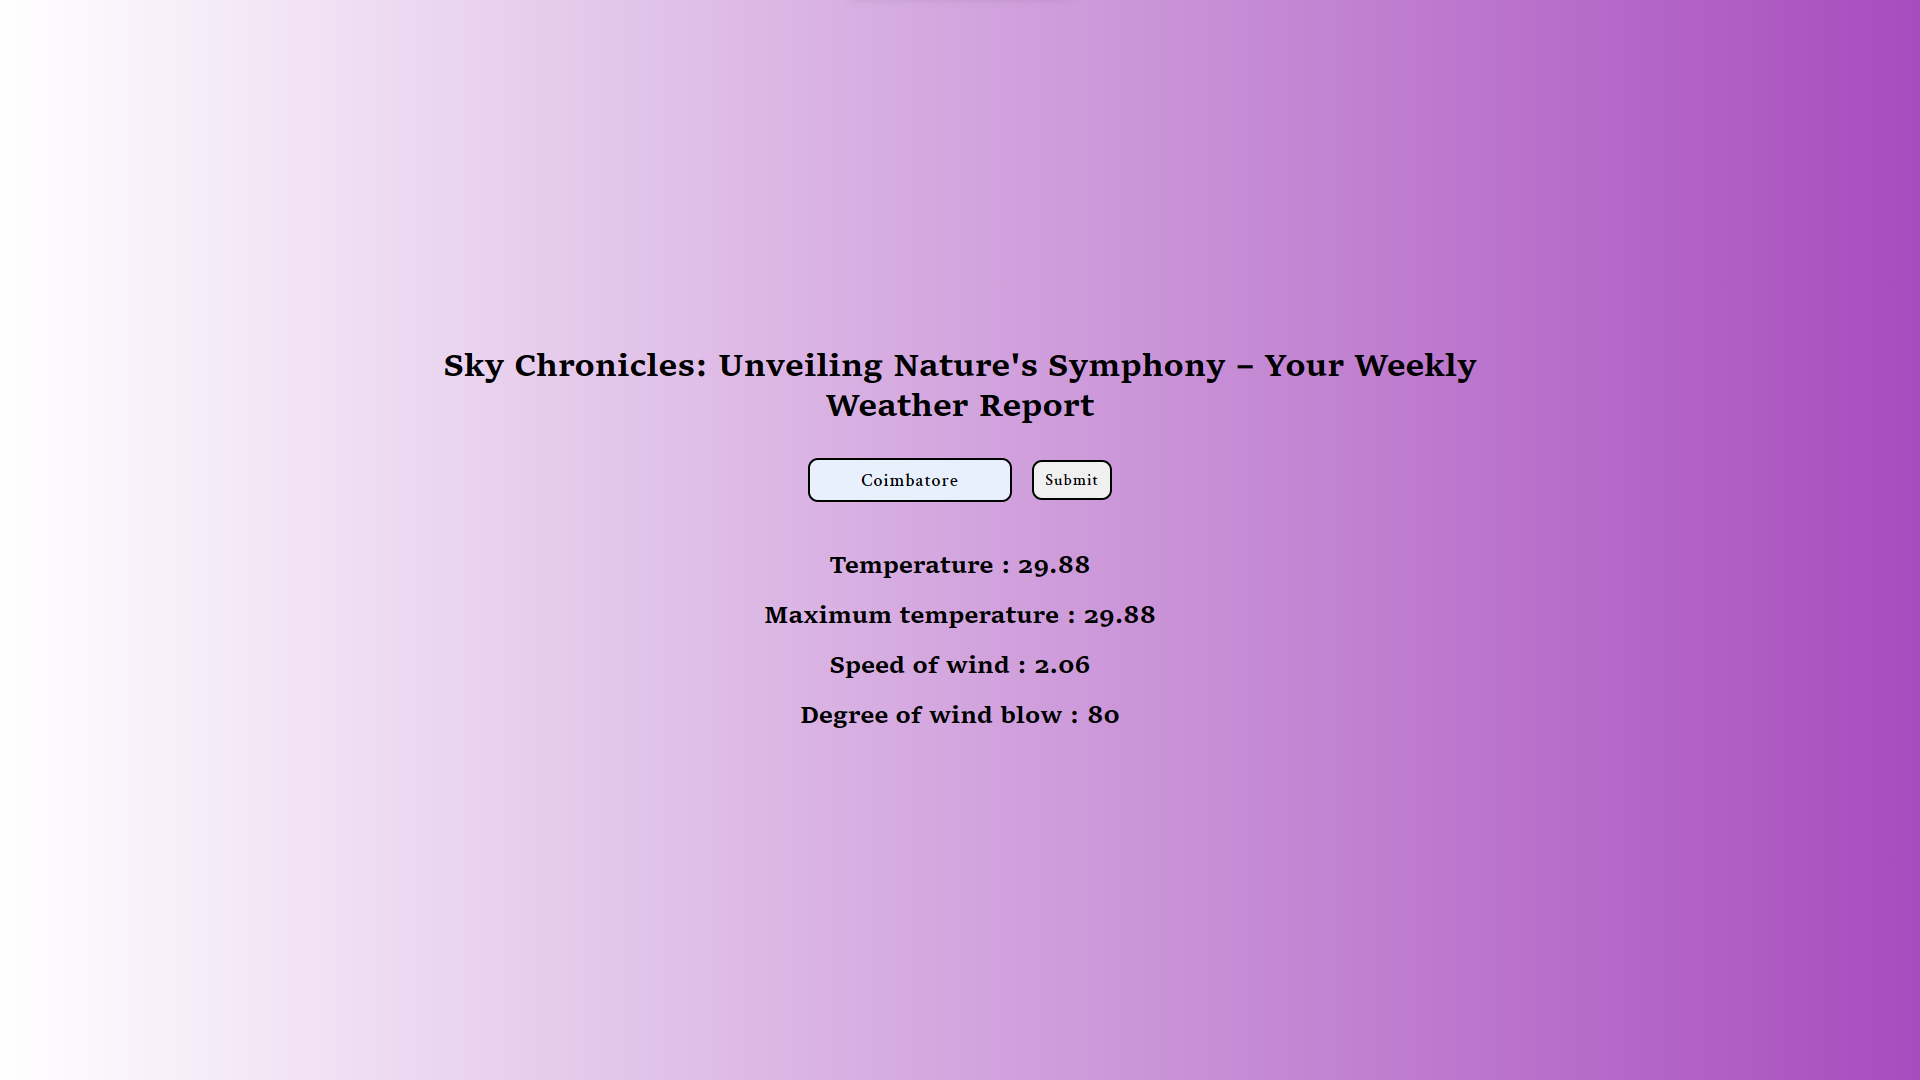 Sky Chronicles: Unveiling Nature's Symphony – Your Weekly
Weather Report
Coimbatore
Submit
Temperature : 29.88
Maximum temperature : 29.88
Speed of wind : 2.06
Degree of wind blow : 80